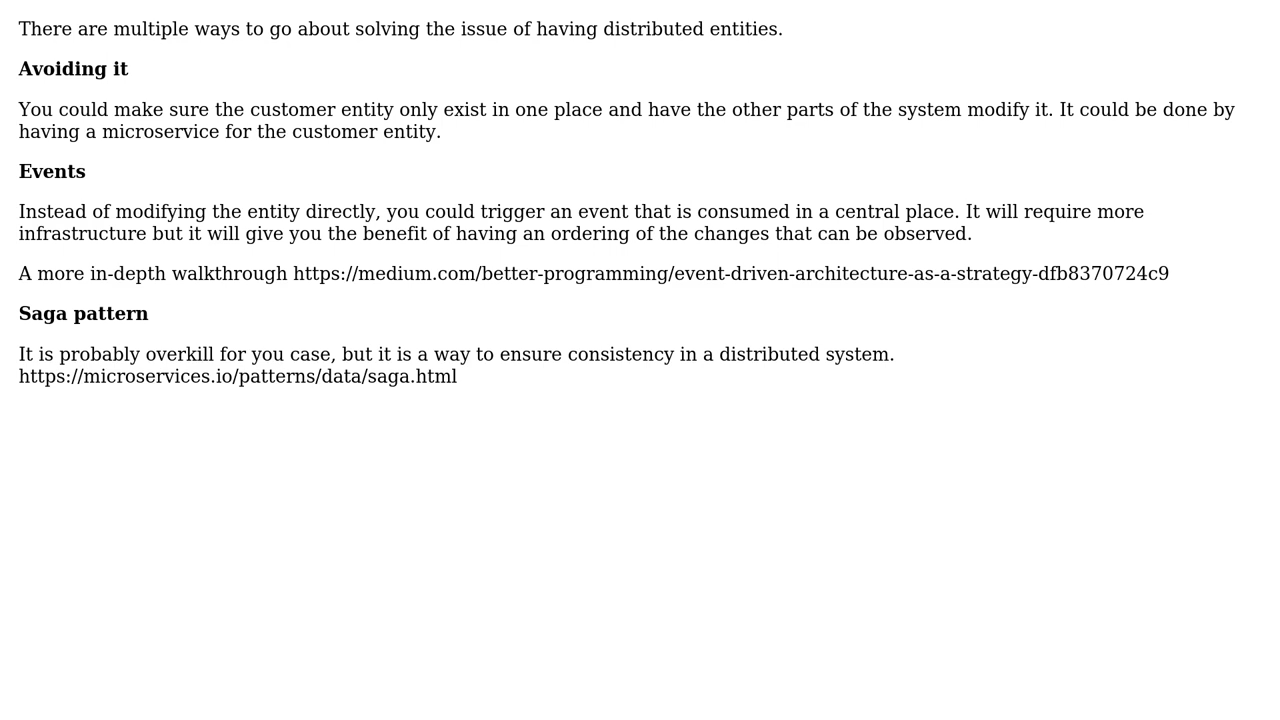 There are multiple ways to go about solving the issue of having distributed entities.
Avoiding it
You could make sure the customer entity only exist in one place and have the other parts of the system modify it. It could be done by
having a microservice for the customer entity.
Events
Instead of modifying the entity directly, you could trigger an event that is consumed in a central place. It will require more
infrastructure but it will give you the benefit of having an ordering of the changes that can be observed.
A more in-depth walkthrough https://medium.com/better-programming/event-driven-architecture-as-a-strategy-dfb8370724c9
Saga pattern
It is probably overkill for you case, but it is a way to ensure consistency in a distributed system.
https://microservices.io/patterns/data/saga.html